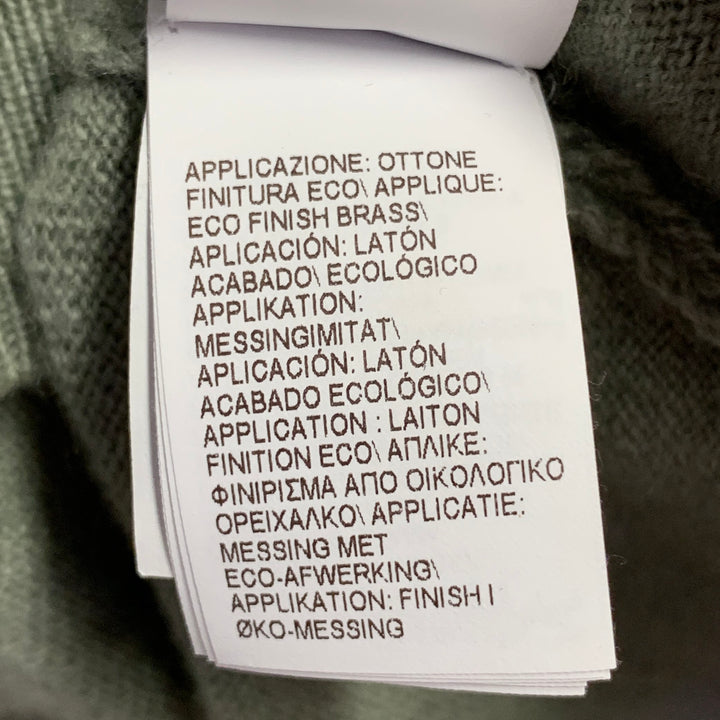 APPLICAZIONE: OTTONE
FINITURA ECO\ APPLIQUE:
ECO FINISH BRASS\
APLICACIÓN: LATÓN
ACABADO\ ECOLÓGICO
APPLIKATION:
MESSINGIMITAT\
APLICACIÓN: LATÓN
ACABADO ECOLÓGICO\
APPLICATION : LAITON
FINITION ECO\ ΑΠΛΙΚΕ:
ΦΙΝΙΡΙΣΜΑ ΑΠΟ ΟΙΚΟΛΟΓΙΚΟ
ΟΡΕΙΧΑΛΚΟ\ APPLICATIE:
MESSING MET
ECO-AFWERKING\
APPLIKATION: FINISH I
ØKO-MESSING